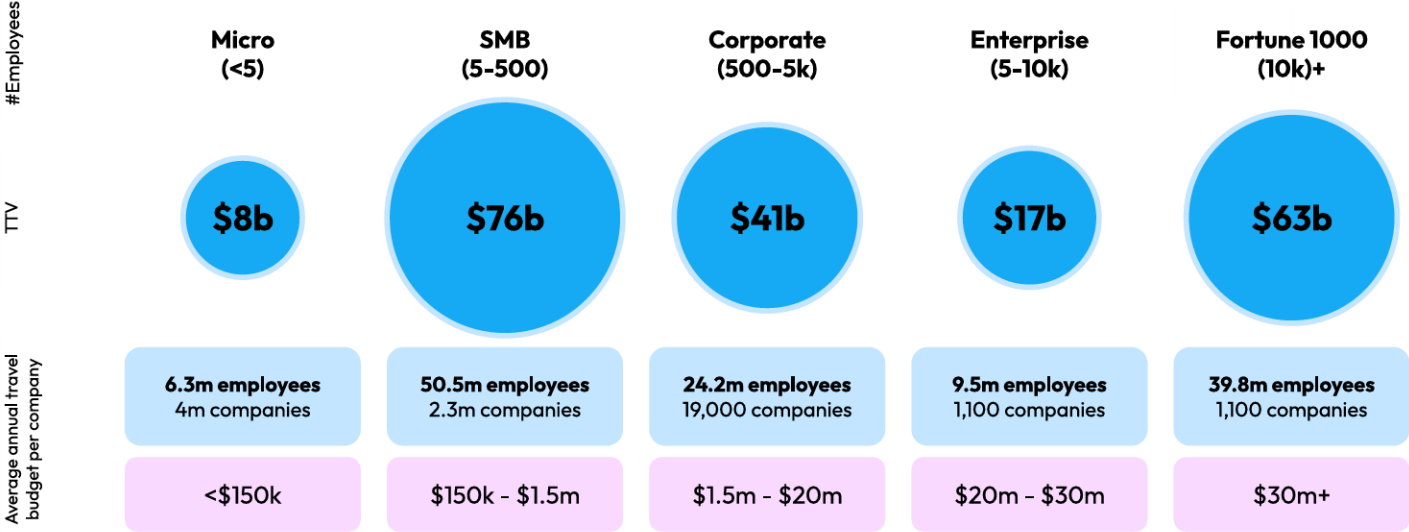 #Employees
Micro
(<5)
SMB
(5-500)
Corporate
(500-5k)
Enterprise
(5-10k)
Fortune 1000
(10k)+
TTV
$8b
$76b
$41b
$17b
$63b
Average annual travel
budget per company
6.3m employees
4m companies
50.5m employees
2.3m companies
24.2m employees
19,000 companies
9.5m employees
1,100 companies
39.8m employees
1,100 companies
<$150k
$150k - $1.5m
$1.5m - $20m
$20m - $30m
$30m+